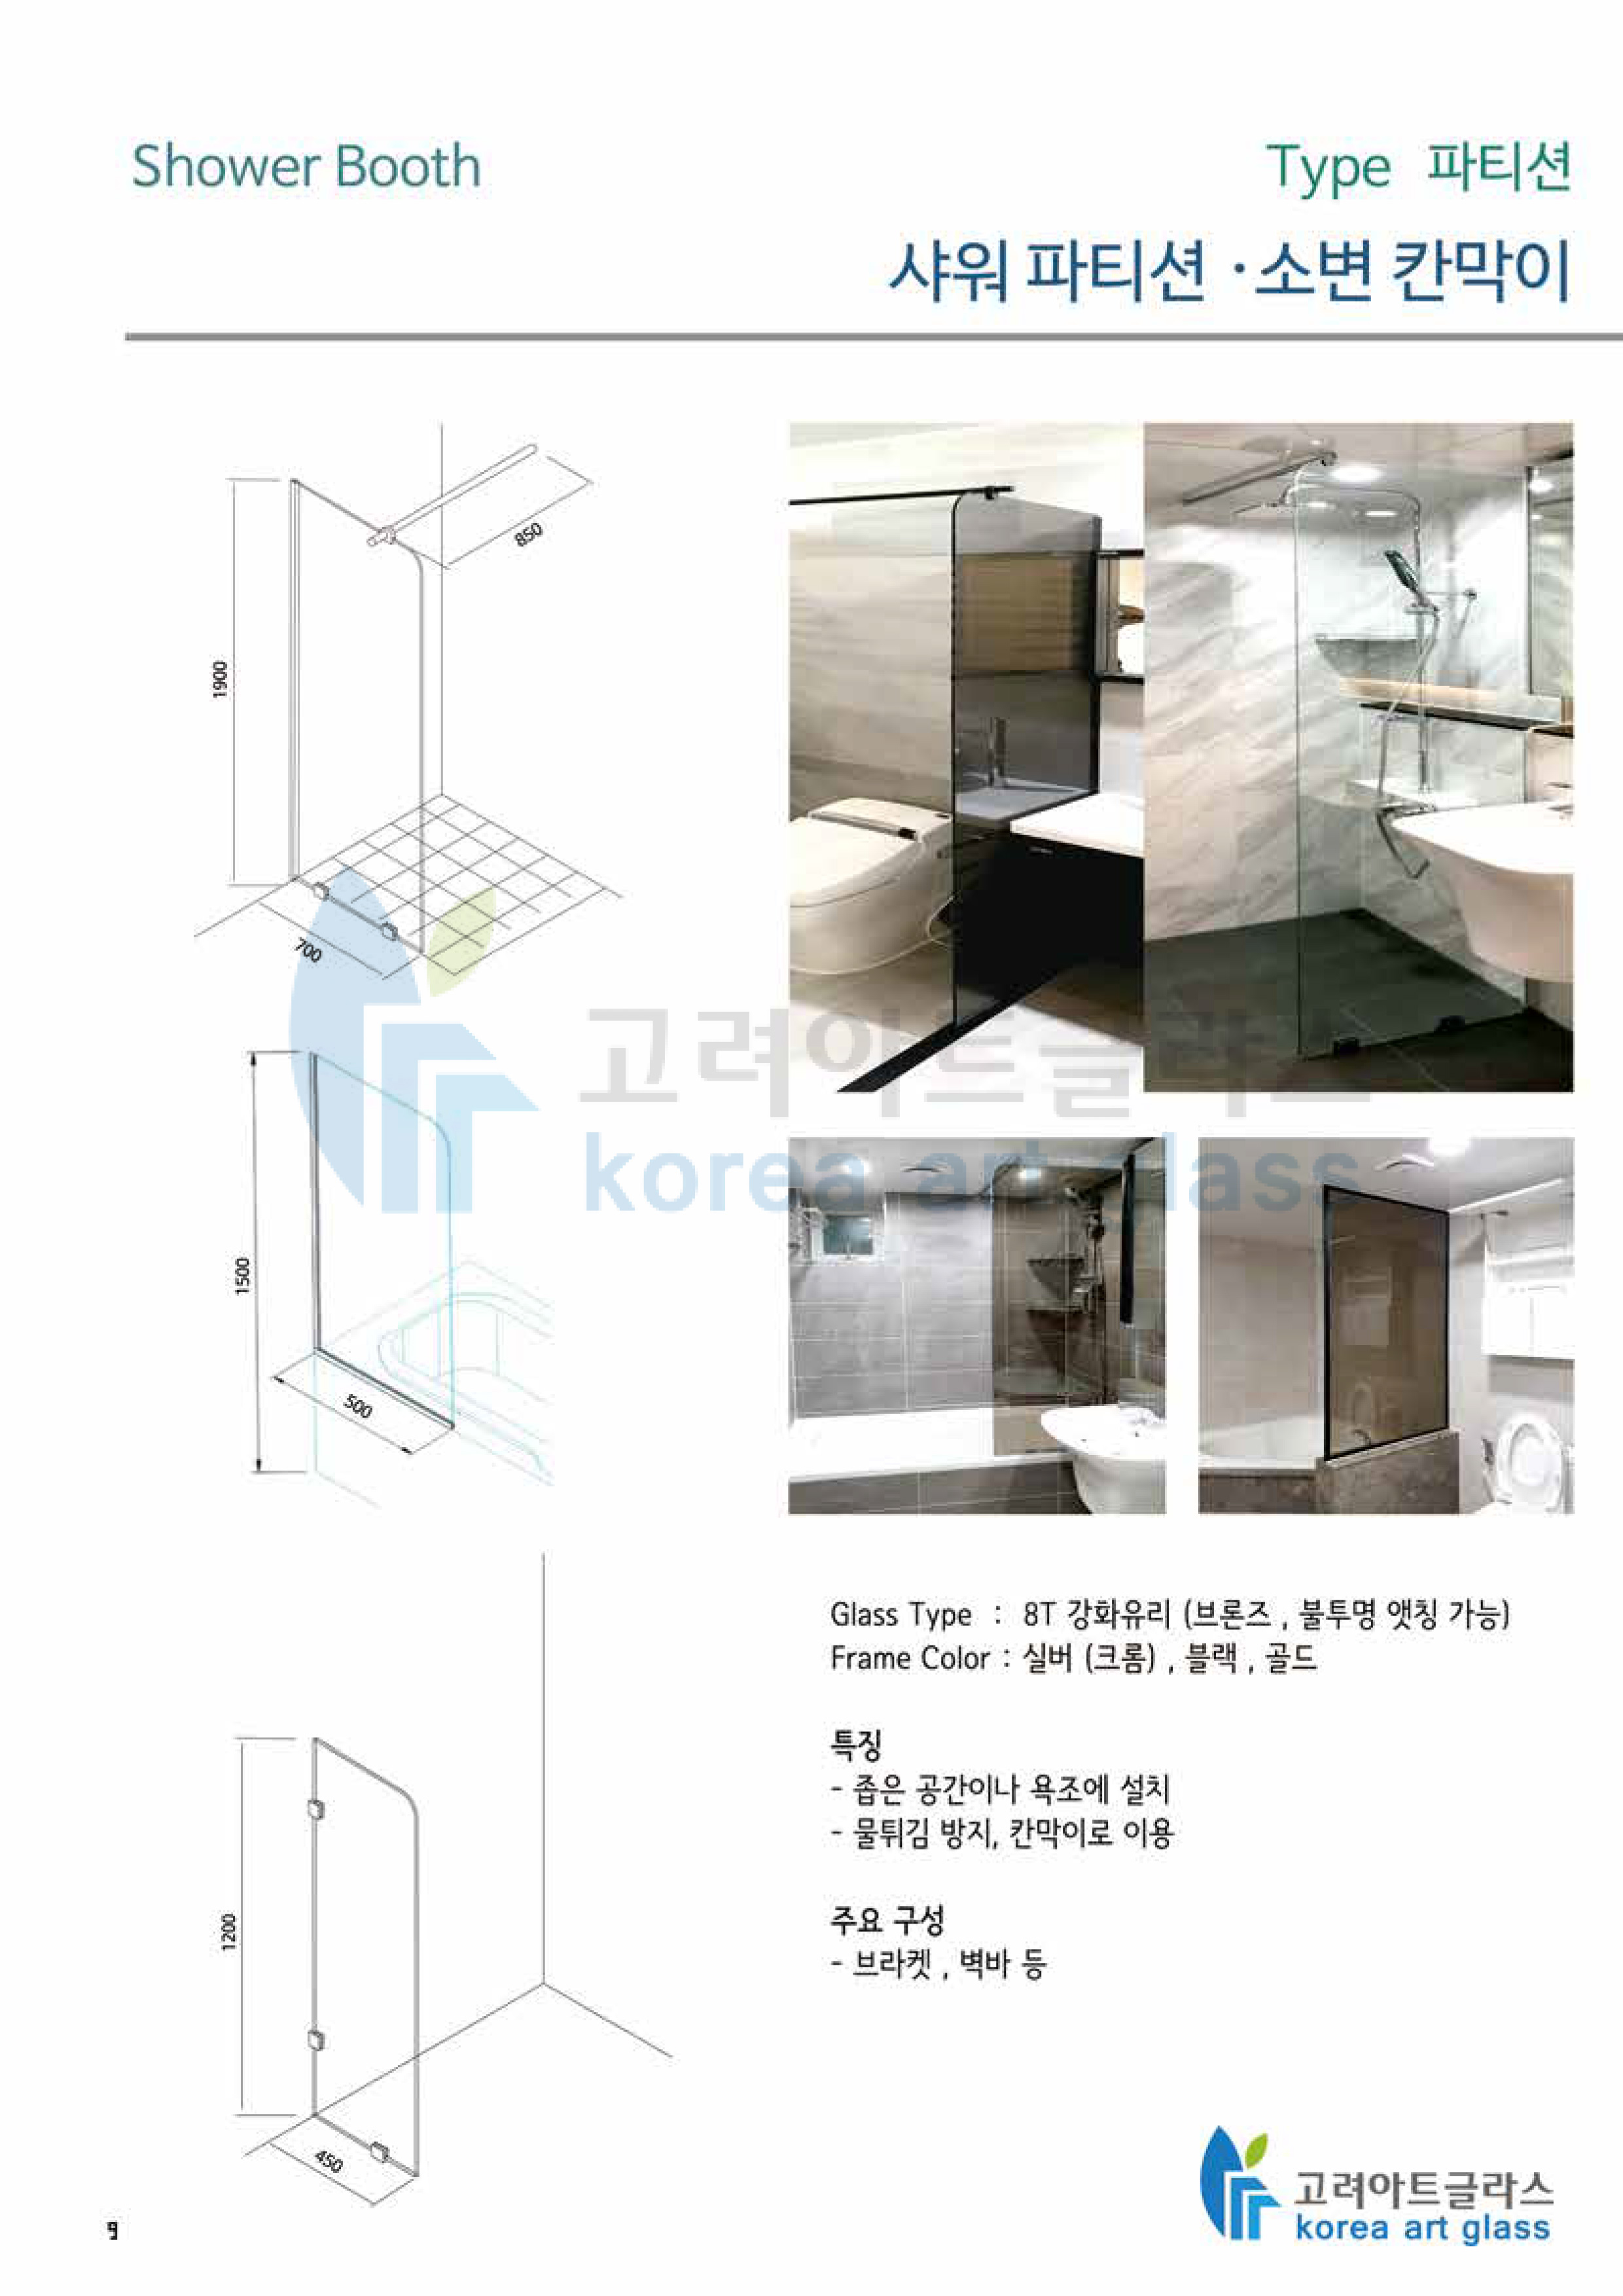 Shower Booth
Type 파티션
샤워 파티션 · 소변 칸막이
850
1900
700
고려아트글라스
korea art glass
1500
500
Glass Type : 8T 강화유리 (브론즈 , 불투명 앳칭 가능)
Frame Color : 실버 (크롬) , 블랙 , 골드
특징
- 좁은 공간이나 욕조에 설치
- 물튀김 방지, 칸막이로 이용
주요 구성
- 브라켓 , 벽바 등
1200
450
고려아트글라스
korea art glass
9